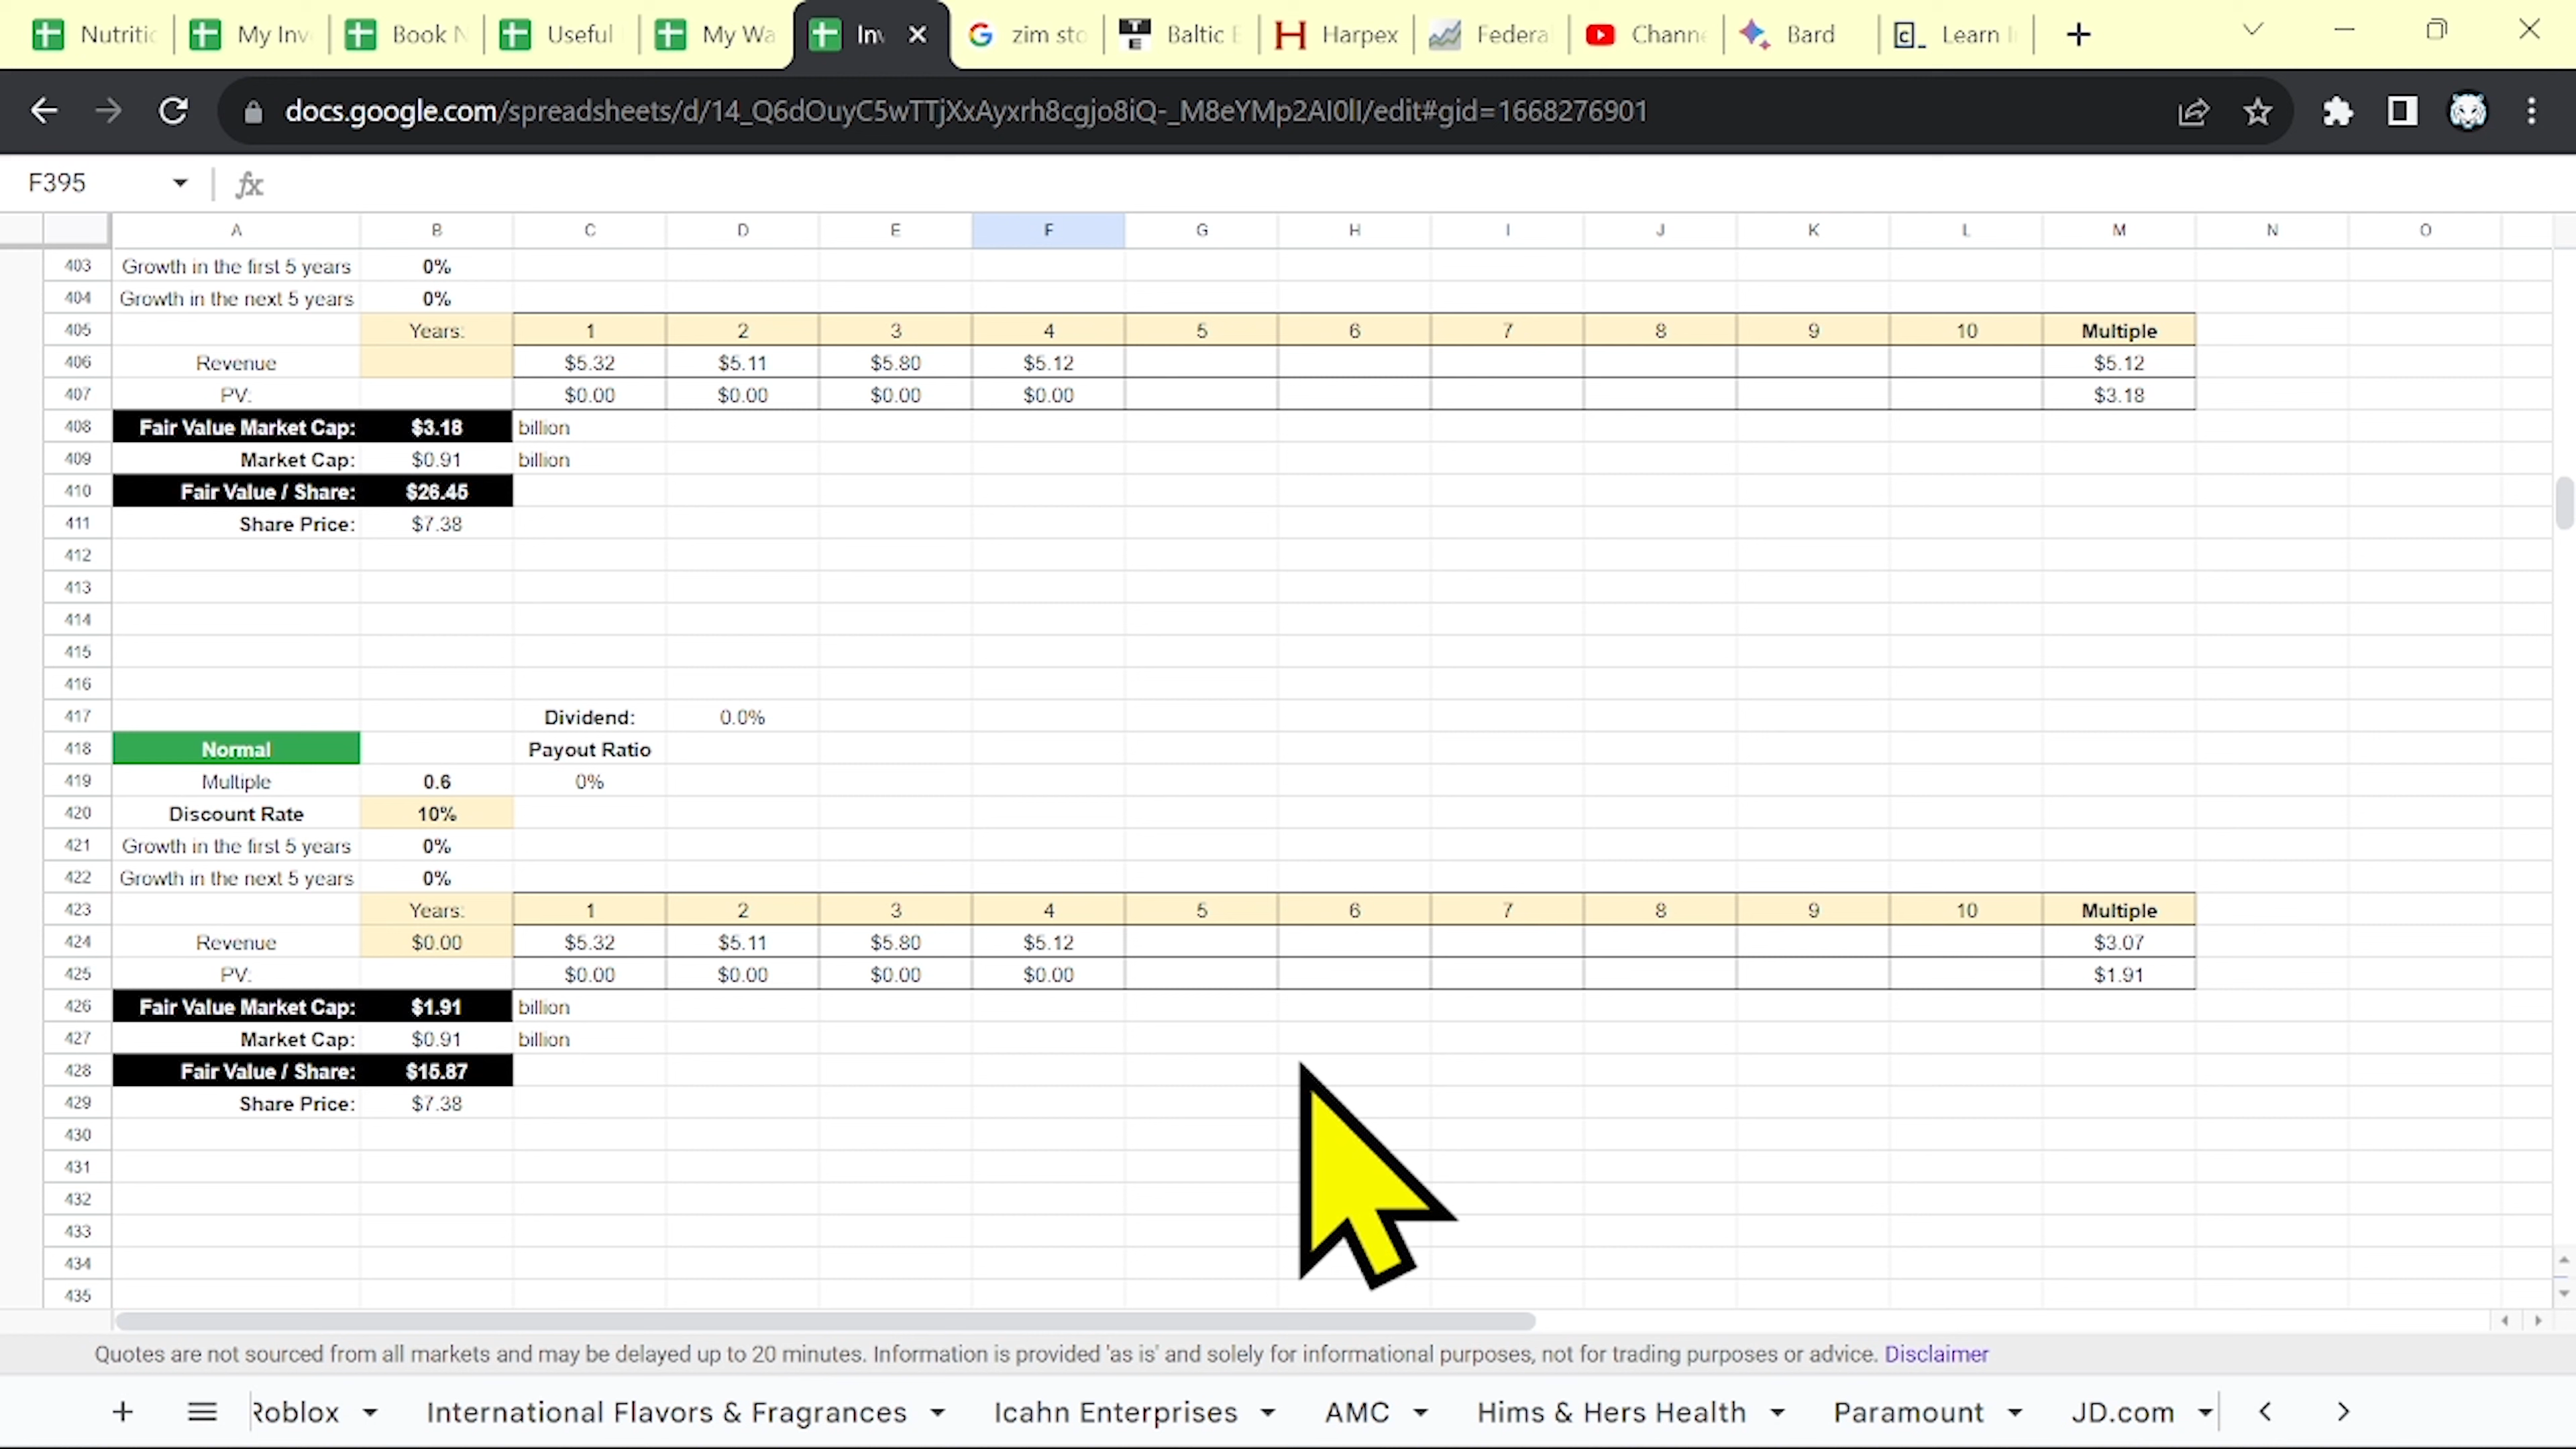 Nutritic My Inv Book N Useful My Wa Inv zim sto Baltic E Harpex Federa Channe Bard Learn I
docs.google.com/spreadsheets/d/14_Q6dOuyC5wTTjXxAyxrh8cgjo8iQ-_M8eYMp2AI0lI/edit#gid=1668276901
F395 fx
A B C D E F G H I J K L M N O
403 Growth in the first 5 years 0%
404 Growth in the next 5 years 0%
405 Years: 1 2 3 4 5 6 7 8 9 10 Multiple
406 Revenue $5.32 $5.11 $5.80 $5.12 $5.12
407 PV: $0.00 $0.00 $0.00 $0.00 $3.18
408 Fair Value Market Cap: $3.18 billion
409 Market Cap: $0.91 billion
410 Fair Value / Share: $26.45
411 Share Price: $7.38
412
413
414
415
416
417 Dividend: 0.0%
418 Normal Payout Ratio
419 Multiple 0.6 0%
420 Discount Rate 10%
421 Growth in the first 5 years 0%
422 Growth in the next 5 years 0%
423 Years: 1 2 3 4 5 6 7 8 9 10 Multiple
424 Revenue $0.00 $5.32 $5.11 $5.80 $5.12 $3.07
425 PV: $0.00 $0.00 $0.00 $0.00 $1.91
426 Fair Value Market Cap: $1.91 billion
427 Market Cap: $0.91 billion
428 Fair Value / Share: $15.87
429 Share Price: $7.38
430
431
432
433
434
435
Quotes are not sourced from all markets and may be delayed up to 20 minutes. Information is provided 'as is' and solely for informational purposes, not for trading purposes or advice. Disclaimer
Roblox International Flavors & Fragrances Icahn Enterprises AMC Hims & Hers Health Paramount JD.com